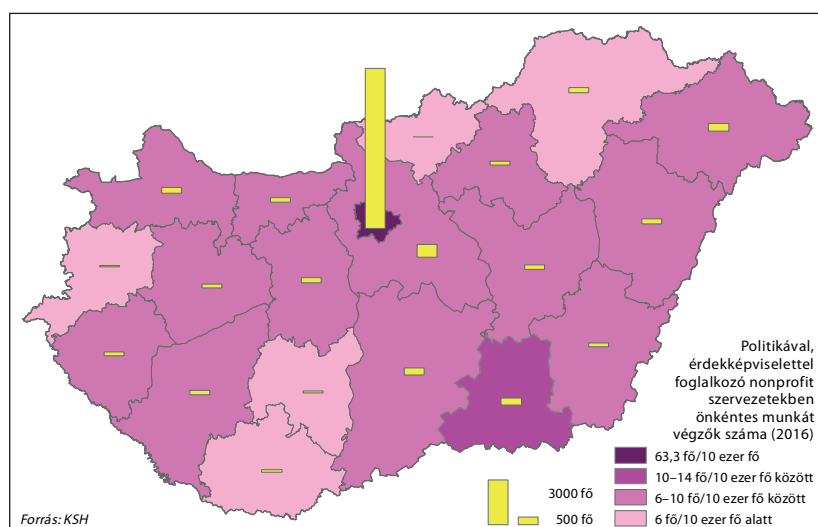 Politikával,
érdekképviselettel
foglalkozó nonprofit
szervezetekben
önkéntes munkát
végzők száma (2016)
63,3 fő/10 ezer fő
10–14 fő/10 ezer fő között
6–10 fő/10 ezer fő között
6 fő/10 ezer fő alatt
3000 fő
500 fő
Forrás: KSH